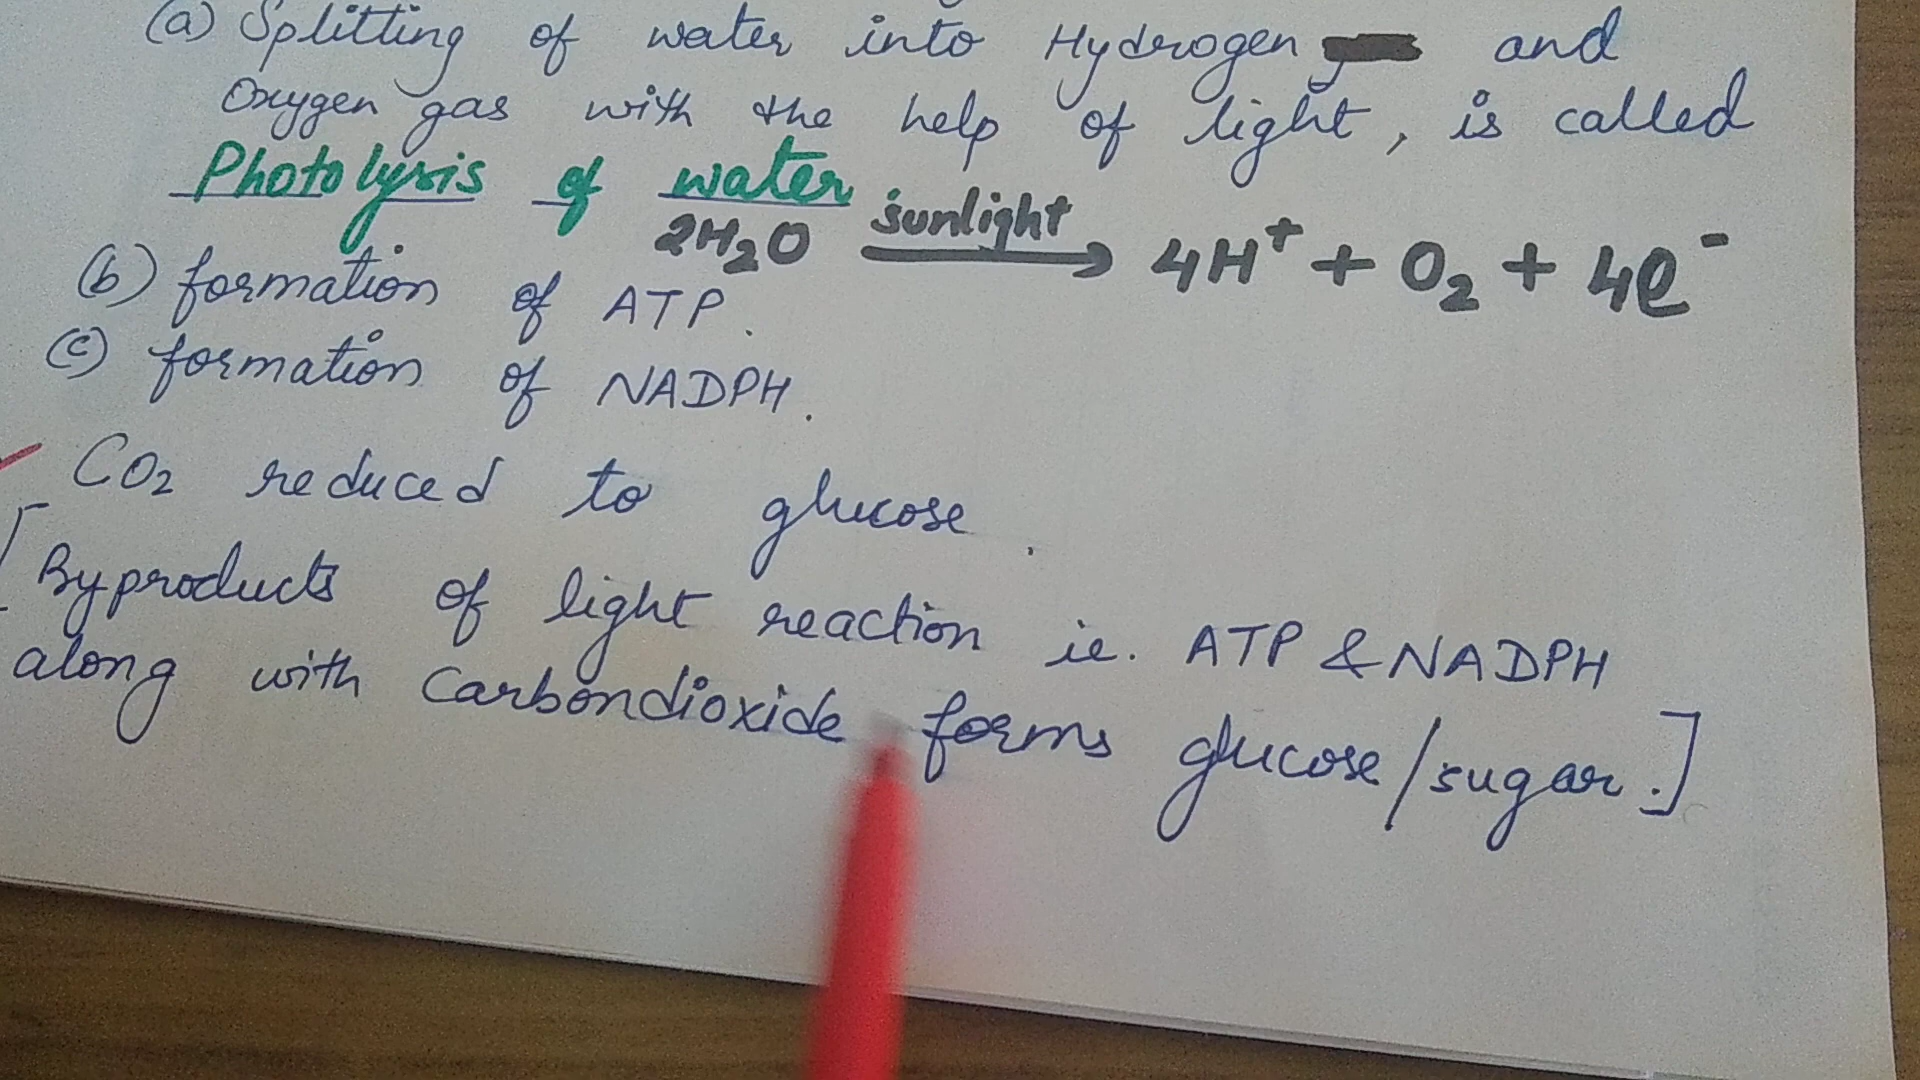 (a) Splitting of water into Hydrogen and
Oxygen gas with the help of light, is called
Photolysis of water
2H₂O sunlight → 4H⁺ + O₂ + 4e⁻
(b) formation of ATP.
(c) formation of NADPH.
CO₂ reduced to glucose.
[Byproducts of light reaction ie. ATP & NADPH
along with Carbondioxide forms glucose/sugar.]